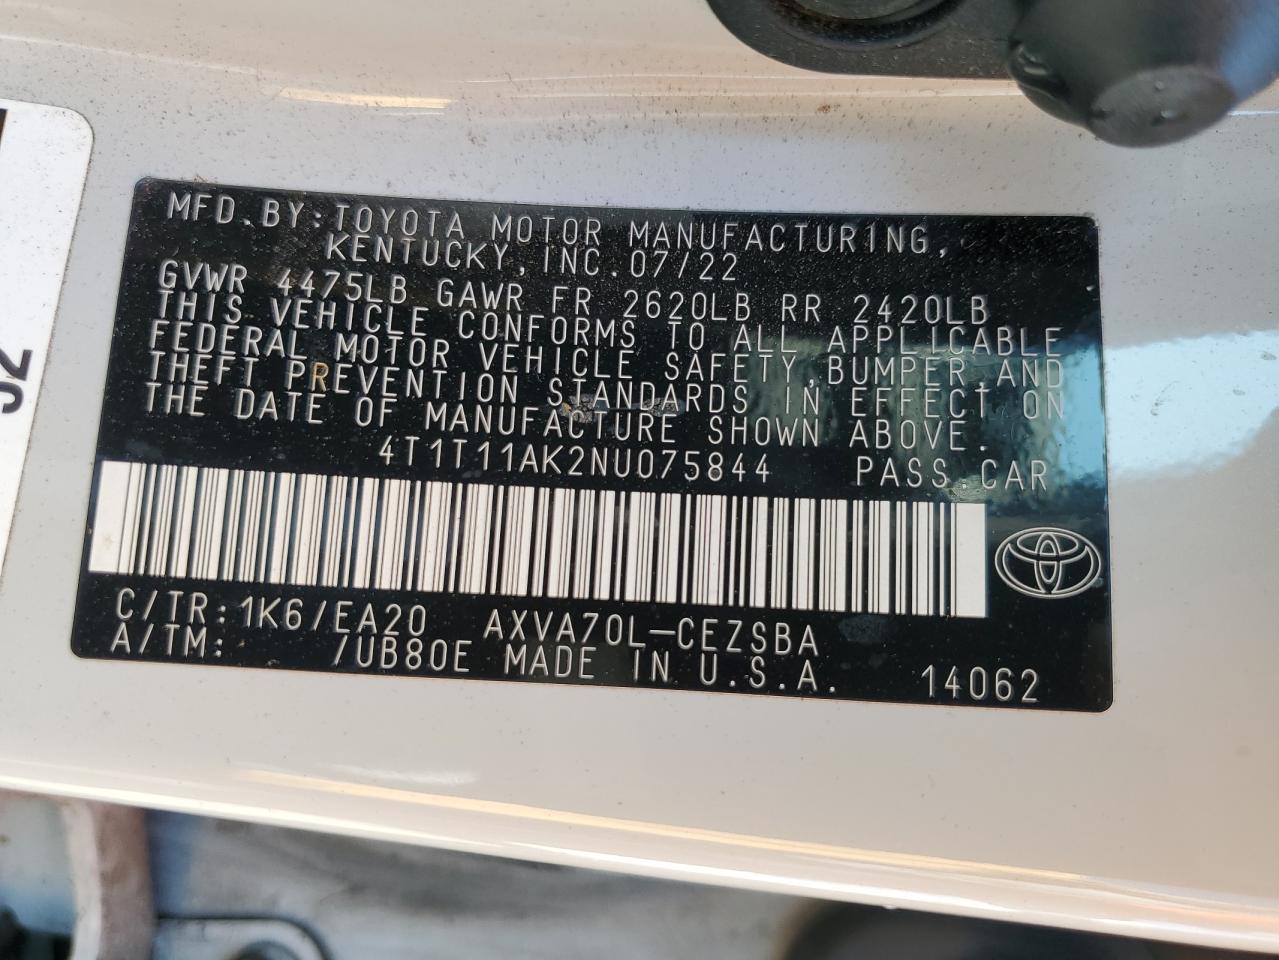 MFD.BY:TOYOTA MOTOR MANUFACTURING,
KENTUCKY,INC.07/22
GVWR 4475LB GAWR FR 2620LB RR 2420LB
THIS VEHICLE CONFORMS TO ALL APPLICABLE
FEDERAL MOTOR VEHICLE SAFETY,BUMPER,AND
THEFT PREVENTION STANDARDS IN EFFECT ON
THE DATE OF MANUFACTURE SHOWN ABOVE.
4T1T11AK2NU075844 PASS.CAR
C/TR:1K6/EA20 AXVA70L-CEZSBA
A/TM: /UB80E MADE IN U.S.A. 14062